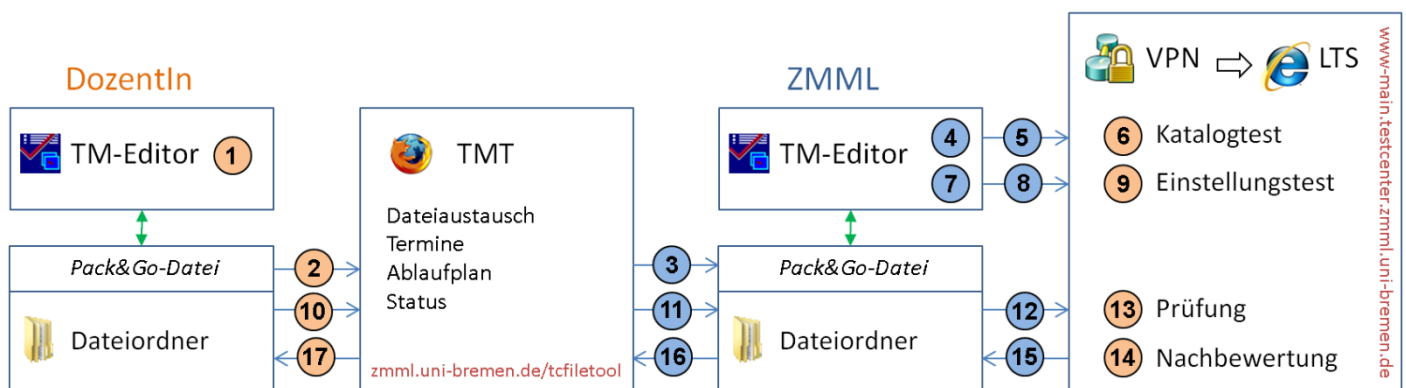 DozentIn
TM-Editor 1
Pack&Go-Datei
Dateiordner
2
10
17
TMT
Dateiaustausch
Termine
Ablaufplan
Status
zmml.uni-bremen.de/tcfiletool
3
11
16
ZMML
TM-Editor
4
5
7
8
Pack&Go-Datei
Dateiordner
12
15
VPN LTS
6 Katalogtest
9 Einstellungstest
13 Prüfung
14 Nachbewertung
www-main.testcenter.zmml.uni-bremen.de